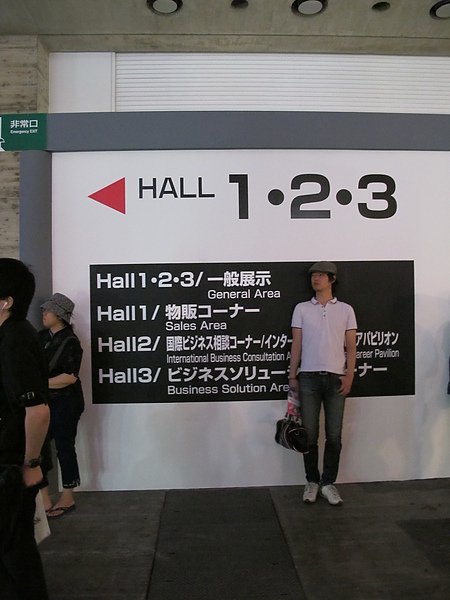 非常口
Emergency EXIT
HALL 1・2・3
Hall1・2・3/一般展示
General Area
Hall1/物販コーナー
Sales Area
Hall2/国際ビジネス相談コーナー/インター アパビリオン
International Business Consultation Career Pavilion
Hall3/ビジネスソリュー ーナー
Business Solution Are